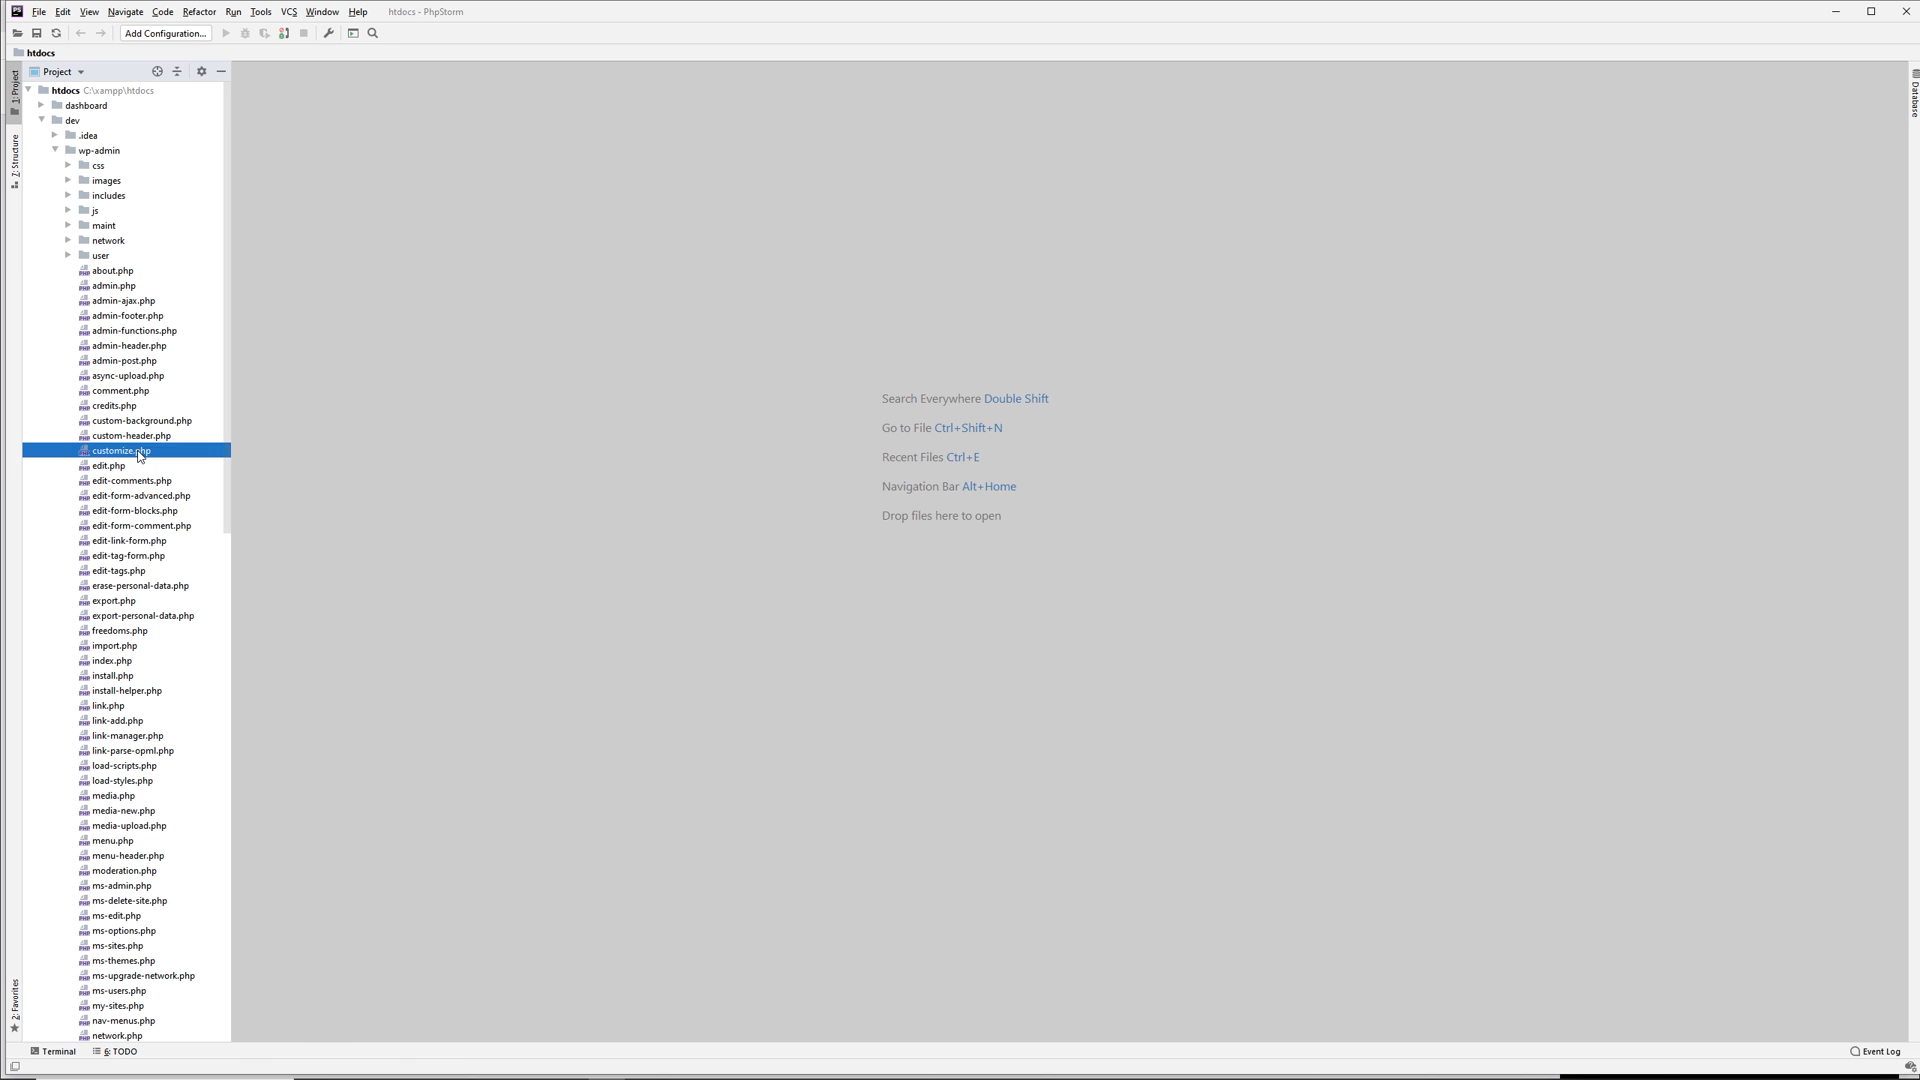 File Edit View Navigate Code Refactor Run Tools VCS Window Help htdocs - PhpStorm
Add Configuration...
htdocs
Project
htdocs C:\xampp\htdocs
dashboard
dev
.idea
wp-admin
css
images
includes
js
maint
network
user
about.php
admin.php
admin-ajax.php
admin-footer.php
admin-functions.php
admin-header.php
admin-post.php
async-upload.php
comment.php
credits.php
custom-background.php
custom-header.php
customize.php
edit.php
edit-comments.php
edit-form-advanced.php
edit-form-blocks.php
edit-form-comment.php
edit-link-form.php
edit-tag-form.php
edit-tags.php
erase-personal-data.php
export.php
export-personal-data.php
freedoms.php
import.php
index.php
install.php
install-helper.php
link.php
link-add.php
link-manager.php
link-parse-opml.php
load-scripts.php
load-styles.php
media.php
media-new.php
media-upload.php
menu.php
menu-header.php
moderation.php
ms-admin.php
ms-delete-site.php
ms-edit.php
ms-options.php
ms-sites.php
ms-themes.php
ms-upgrade-network.php
ms-users.php
my-sites.php
nav-menus.php
network.php
1: Project
7: Structure
2: Favorites
Search Everywhere Double Shift
Go to File Ctrl+Shift+N
Recent Files Ctrl+E
Navigation Bar Alt+Home
Drop files here to open
Database
Terminal 6: TODO
Event Log